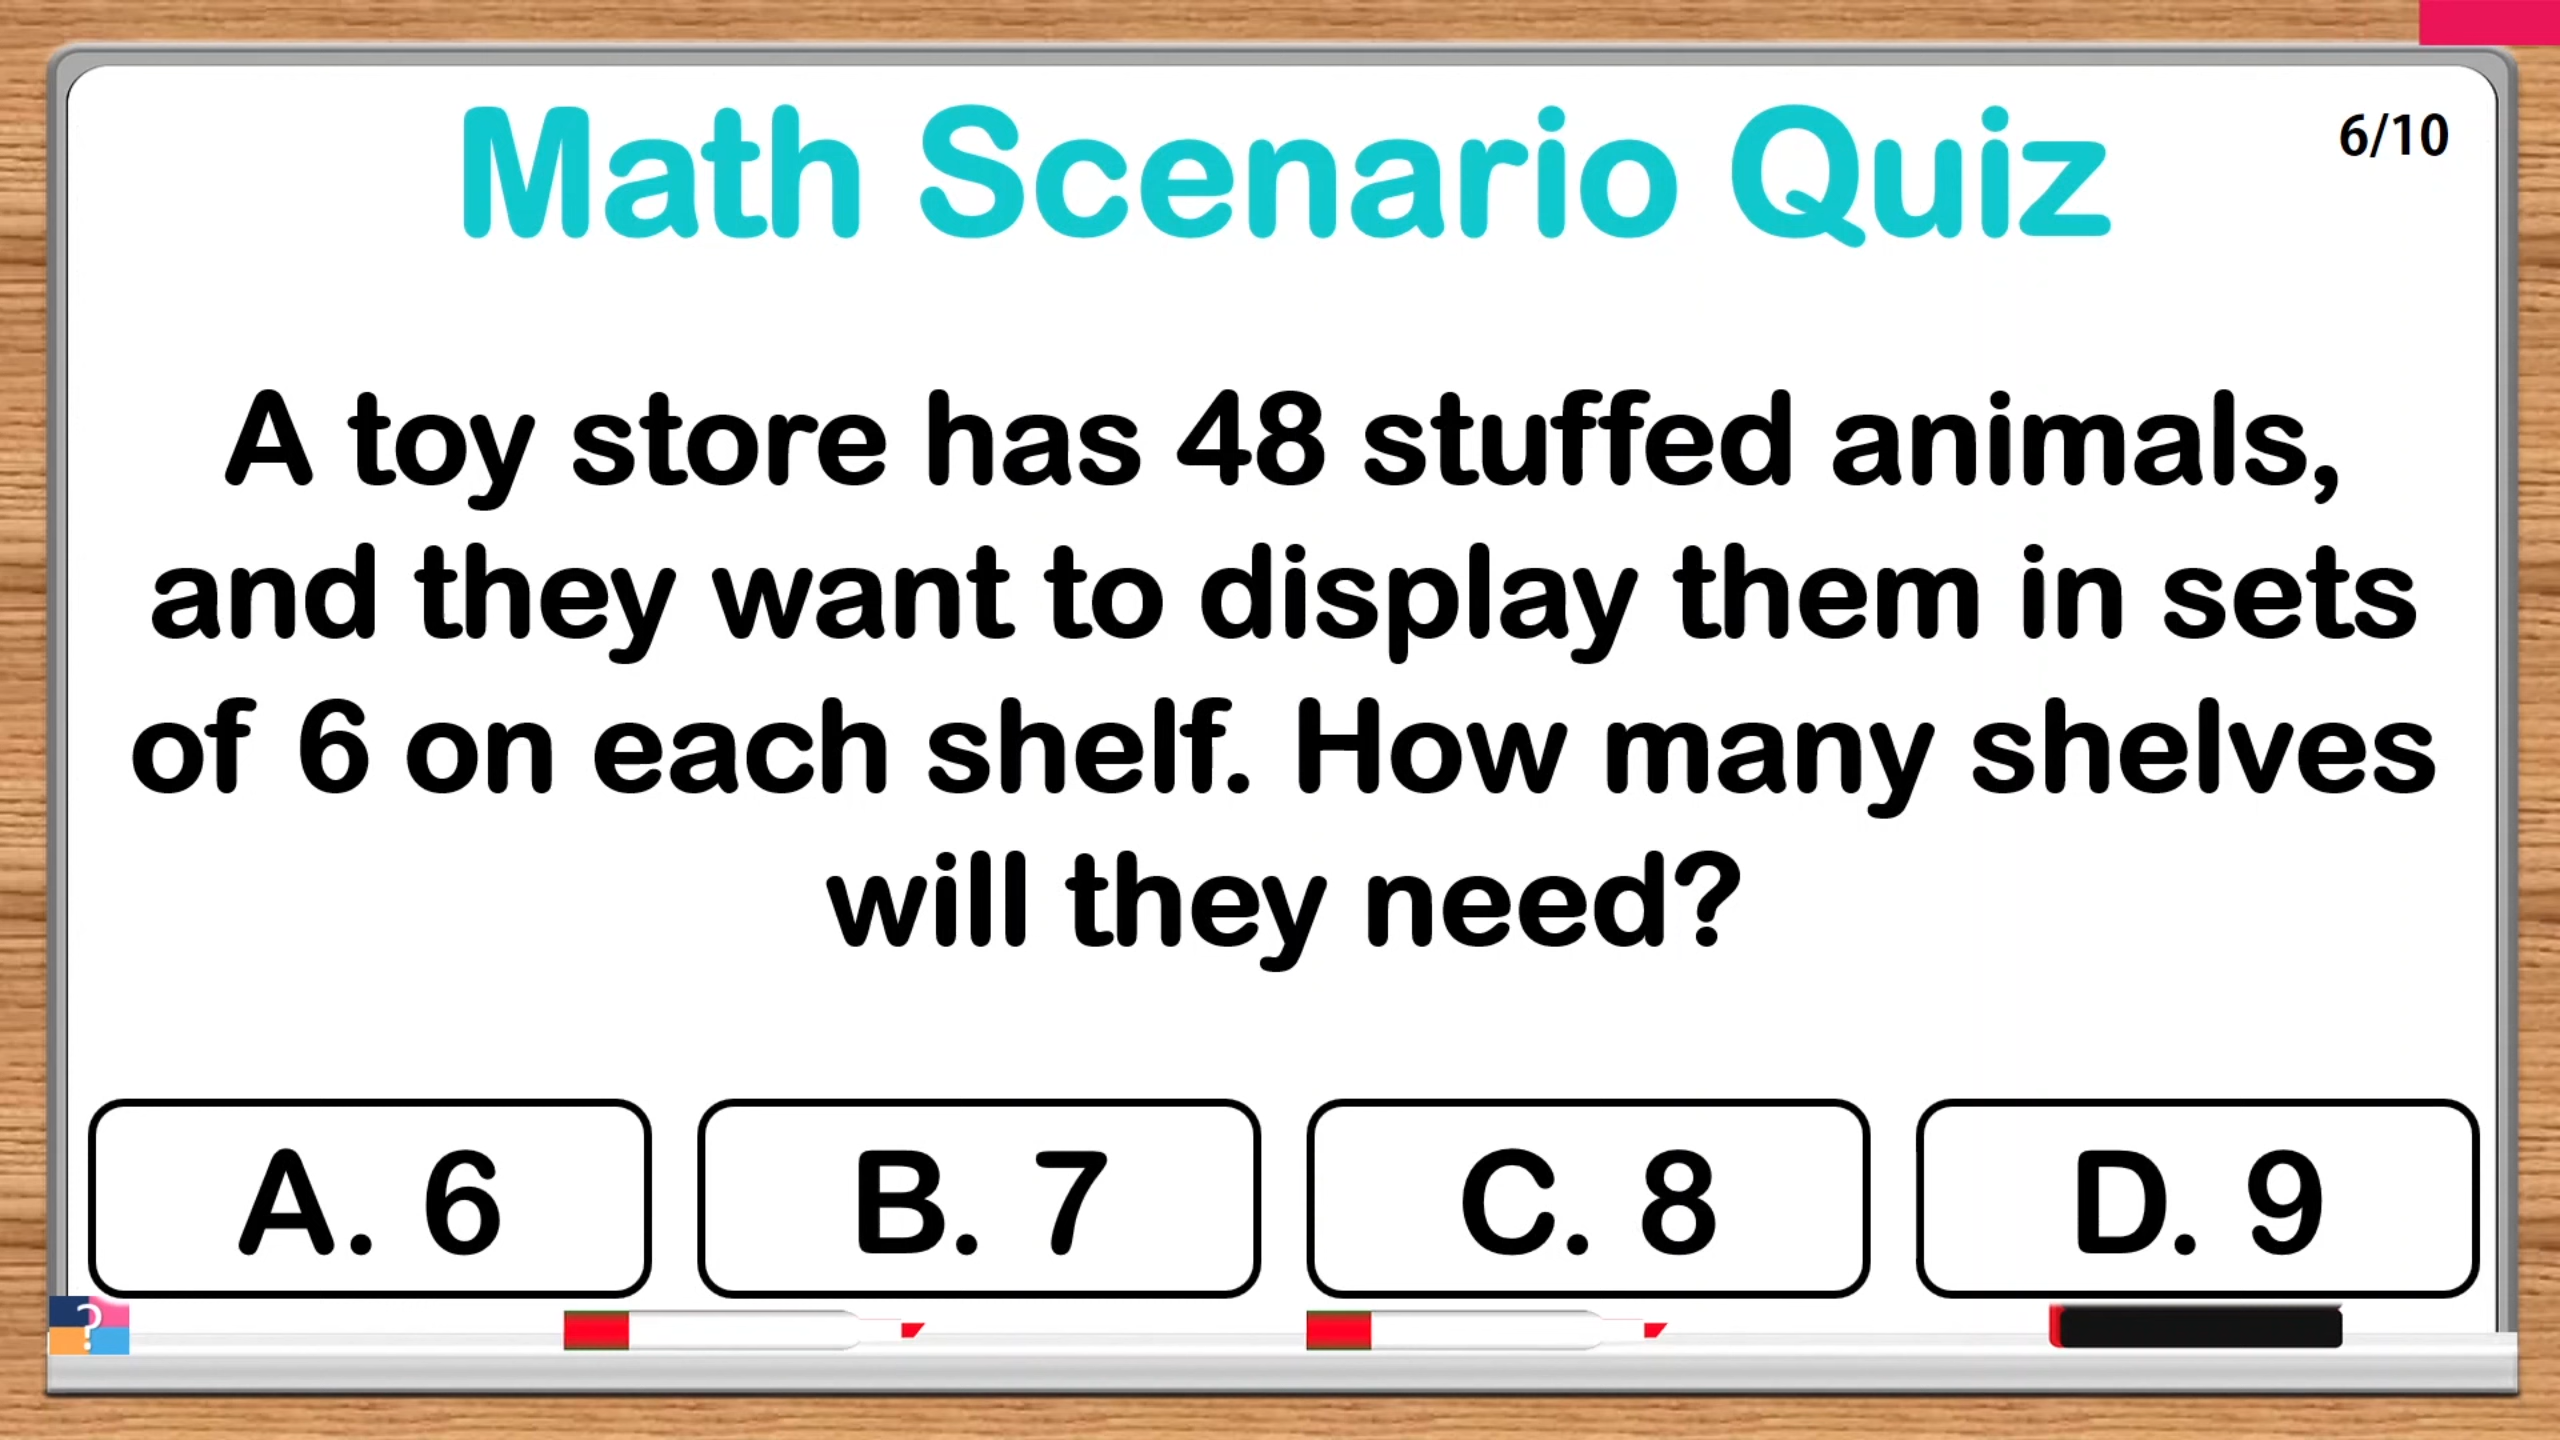 Math Scenario Quiz
6/10
A toy store has 48 stuffed animals,
and they want to display them in sets
of 6 on each shelf. How many shelves
will they need?
A. 6
B. 7
C. 8
D. 9
?